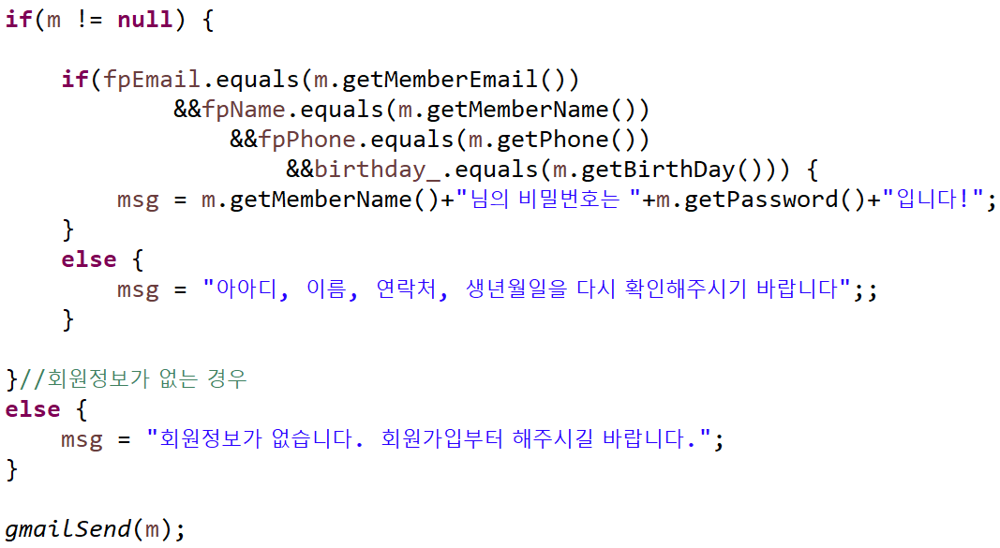 if(m != null) {
if(fpEmail.equals(m.getMemberEmail())
&&fpName.equals(m.getMemberName())
&&fpPhone.equals(m.getPhone())
&&birthday_.equals(m.getBirthDay())) {
msg = m.getMemberName()+"님의 비밀번호는 "+m.getPassword()+"입니다!";
}
else {
msg = "아아디, 이름, 연락처, 생년월일을 다시 확인해주시기 바랍니다";;
}
}//회원정보가 없는 경우
else {
msg = "회원정보가 없습니다. 회원가입부터 해주시길 바랍니다.";
}
gmailSend(m);